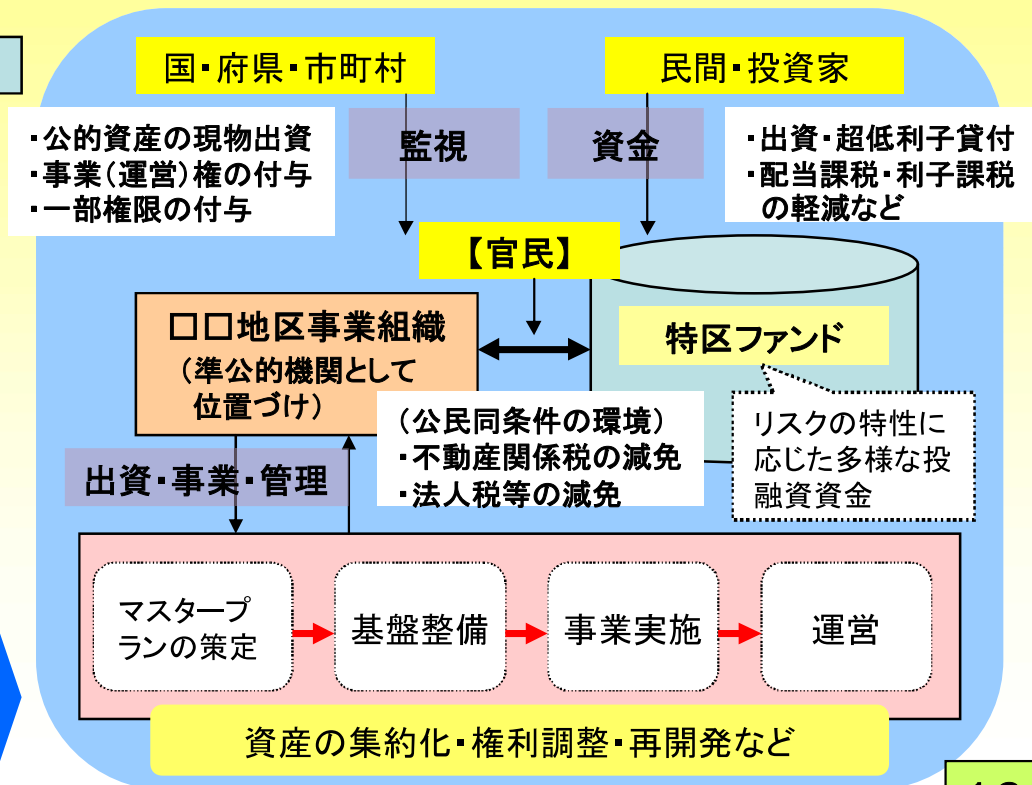 国・府県・市町村
民間・投資家
・公的資産の現物出資
・事業(運営)権の付与
・一部権限の付与
監視
資金
・出資・超低利子貸付
・配当課税・利子課税
の軽減など
【官民】
□□地区事業組織
(準公的機関として
位置づけ)
特区ファンド
(公民同条件の環境)
・不動産関係税の減免
・法人税等の減免
リスクの特性に
応じた多様な投
融資資金
出資・事業・管理
マスタープ
ランの策定
基盤整備
事業実施
運営
資産の集約化・権利調整・再開発など